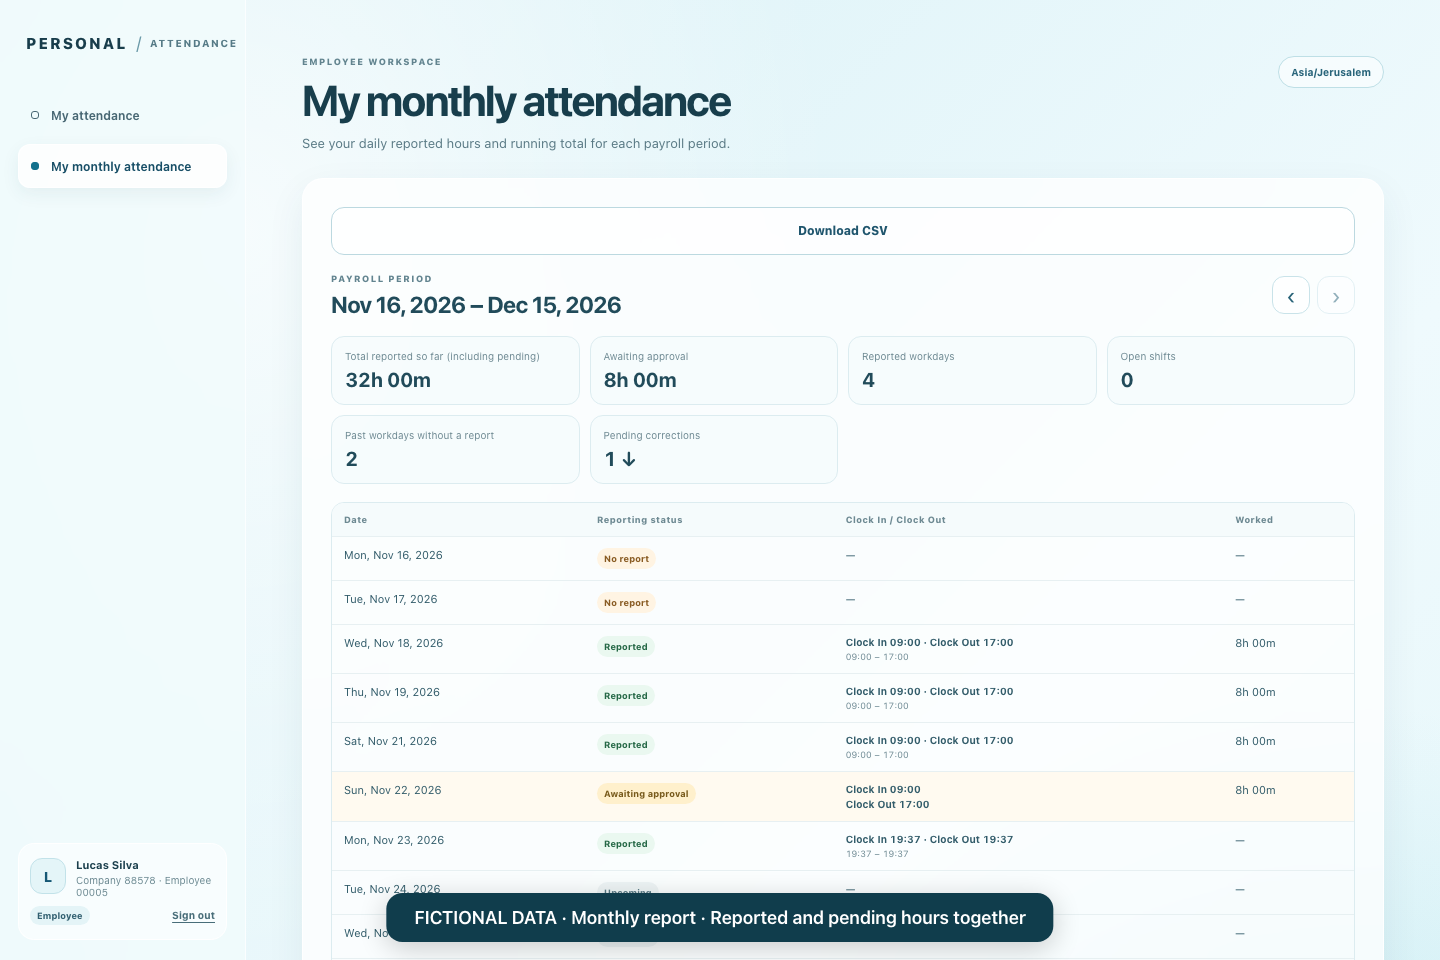 PERSONAL / ATTENDANCE
My attendance
My monthly attendance
EMPLOYEE WORKSPACE
My monthly attendance
See your daily reported hours and running total for each payroll period.
Asia/Jerusalem
Download CSV
PAYROLL PERIOD
Nov 16, 2026 – Dec 15, 2026
‹ ›
Total reported so far (including pending)
32h 00m
Awaiting approval
8h 00m
Reported workdays
4
Open shifts
0
Past workdays without a report
2
Pending corrections
1 ↓
Date Reporting status Clock In / Clock Out Worked
Mon, Nov 16, 2026 No report — —
Tue, Nov 17, 2026 No report — —
Wed, Nov 18, 2026 Reported Clock In 09:00 · Clock Out 17:00 8h 00m
09:00 – 17:00
Thu, Nov 19, 2026 Reported Clock In 09:00 · Clock Out 17:00 8h 00m
09:00 – 17:00
Sat, Nov 21, 2026 Reported Clock In 09:00 · Clock Out 17:00 8h 00m
09:00 – 17:00
Sun, Nov 22, 2026 Awaiting approval Clock In 09:00 8h 00m
Clock Out 17:00
Mon, Nov 23, 2026 Reported Clock In 19:37 · Clock Out 19:37 —
19:37 – 19:37
Tue, Nov 24, 2026 Upcoming — —
Wed, No —
FICTIONAL DATA · Monthly report · Reported and pending hours together
L
Lucas Silva
Company 88578 · Employee
00005
Employee
Sign out